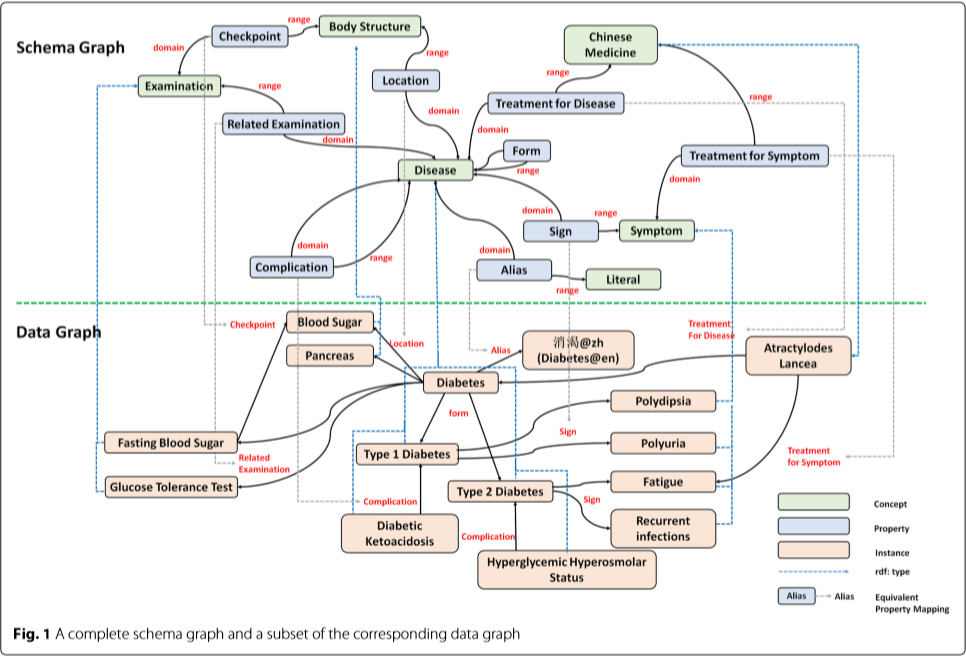 Schema Graph
Checkpoint
range
Body Structure
domain
range
Chinese
Medicine
Examination
range
Location
range
Treatment for Disease
range
domain
Related Examination
domain
domain
Form
range
Treatment for Symptom
Disease
domain
domain
range
Sign
Symptom
domain
Complication
range
domain
Alias
range
Literal
Data Graph
Checkpoint
Blood Sugar
Location
Pancreas
Alias
消渴@zh
(Diabetes@en)
Treatment
For Disease
Atractylodes
Lancea
Diabetes
form
Polydipsia
Sign
Polyuria
Fasting Blood Sugar
Related
Examination
Type 1 Diabetes
Treatment
for Symptom
Glucose Tolerance Test
Type 2 Diabetes
Fatigue
Sign
Complication
Diabetic
Ketoacidosis
Complication
Recurrent
infections
Hyperglycemic Hyperosmolar
Status
Concept
Property
Instance
rdf: type
Alias
Alias
Equivalent
Property Mapping
Fig. 1 A complete schema graph and a subset of the corresponding data graph